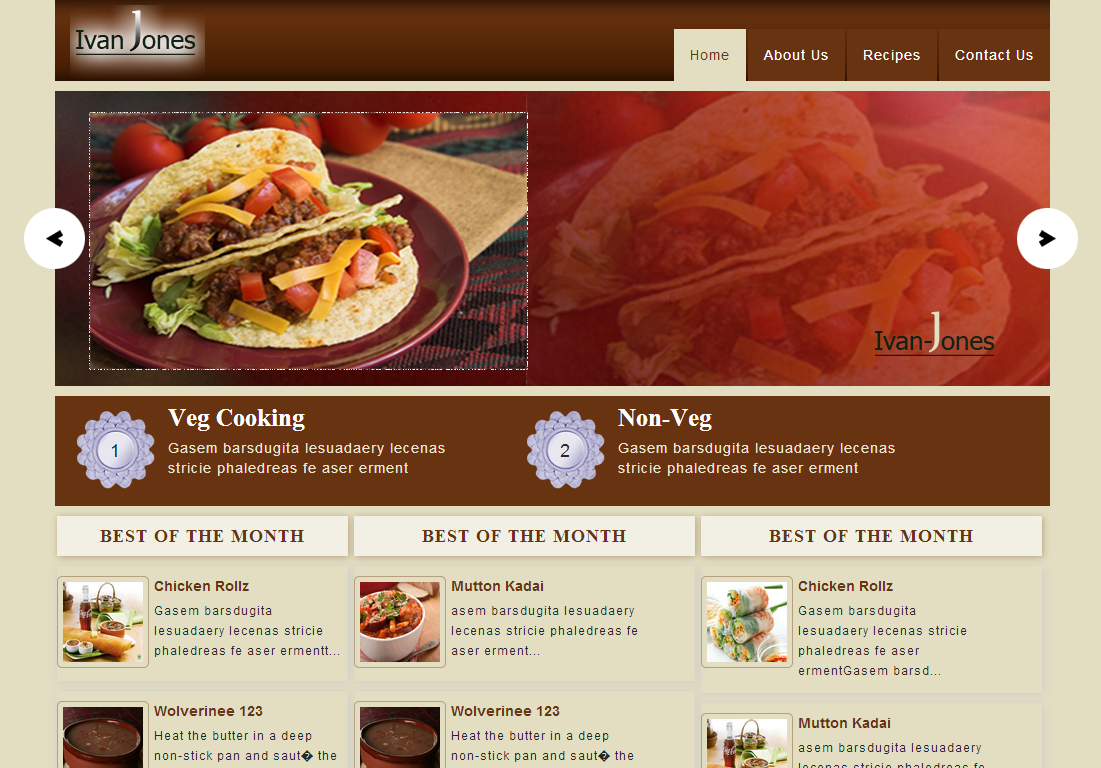 Ivan Jones
Home
About Us
Recipes
Contact Us
Ivan-Jones
1
Veg Cooking
Gasem barsdugita lesuadaery lecenas
stricie phaledreas fe aser erment
2
Non-Veg
Gasem barsdugita lesuadaery lecenas
stricie phaledreas fe aser erment
BEST OF THE MONTH
Chicken Rollz
Gasem barsdugita
lesuadaery lecenas stricie
phaledreas fe aser ermentt...
Wolverinee 123
Heat the butter in a deep
non-stick pan and saut� the
BEST OF THE MONTH
Mutton Kadai
asem barsdugita lesuadaery
lecenas stricie phaledreas fe
aser erment...
Wolverinee 123
Heat the butter in a deep
non-stick pan and saut� the
BEST OF THE MONTH
Chicken Rollz
Gasem barsdugita
lesuadaery lecenas stricie
phaledreas fe aser
ermentGasem barsd...
Mutton Kadai
asem barsdugita lesuadaery
lecenas stricie phaledreas fe